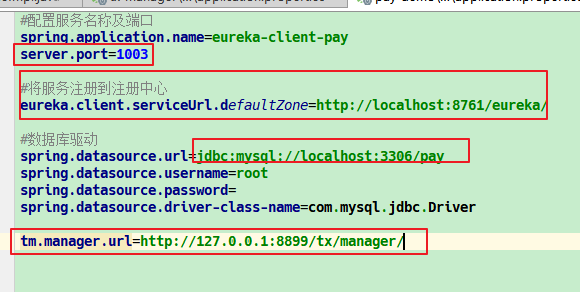 #配置服务名称及端口
spring.application.name=eureka-client-pay
server.port=1003
#将服务注册到注册中心
eureka.client.serviceUrl.defaultZone=http://localhost:8761/eureka/
#数据库驱动
spring.datasource.url=jdbc:mysql://localhost:3306/pay
spring.datasource.username=root
spring.datasource.password=
spring.datasource.driver-class-name=com.mysql.jdbc.Driver
tm.manager.url=http://127.0.0.1:8899/tx/manager/